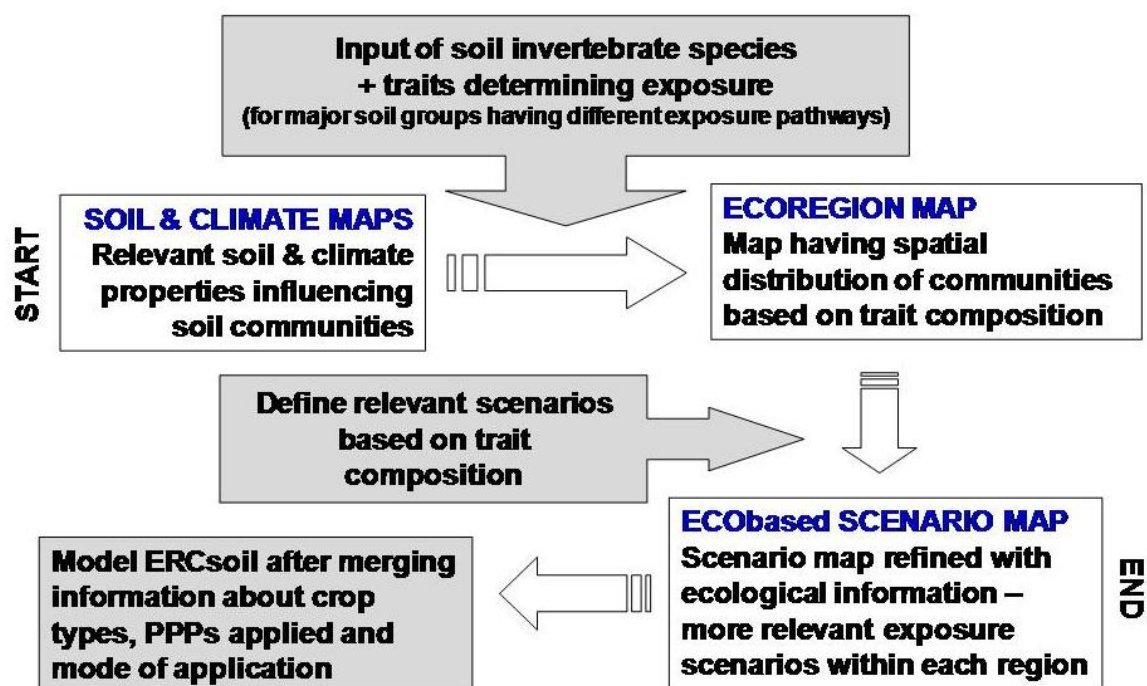 Input of soil invertebrate species
+ traits determining exposure
(for major soil groups having different exposure pathways)
START
SOIL & CLIMATE MAPS
Relevant soil & climate
properties influencing
soil communities
ECOREGION MAP
Map having spatial
distribution of communities
based on trait composition
Define relevant scenarios
based on trait
composition
ECObased SCENARIO MAP
Scenario map refined with
ecological information –
more relevant exposure
scenarios within each region
END
Model ERCsoil after merging
information about crop
types, PPPs applied and
mode of application